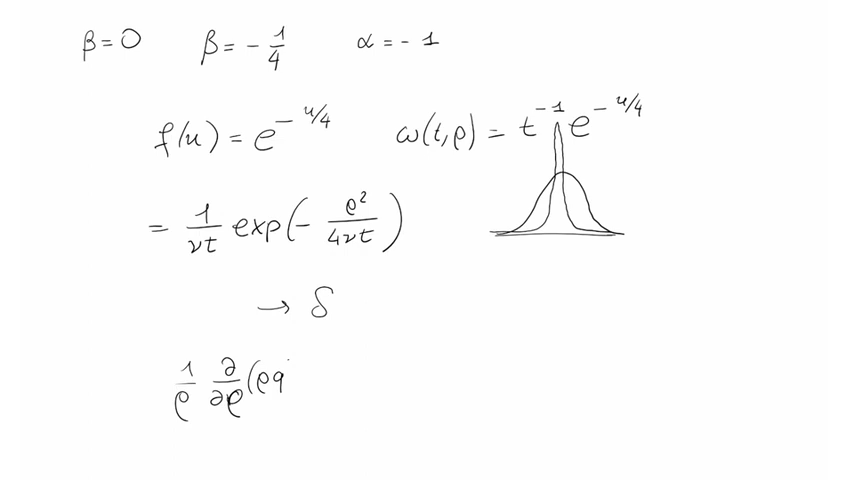 β = 0   β = - 1/4   α = - 1
f(u) = e^{- u/4}   ω(t, ρ) = t^{-1} e^{- u/4}
= 1/νt exp(- ρ²/4νt)
→ δ
1/ρ ∂/∂ρ (ρq